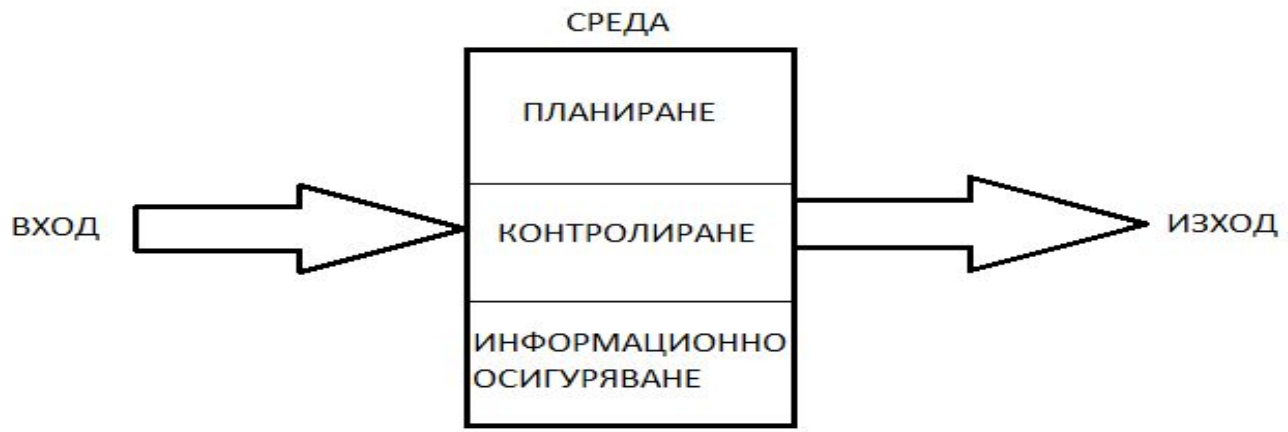 СРЕДА
ПЛАНИРАНЕ
ВХОД
КОНТРОЛИРАНЕ
ИЗХОД
ИНФОРМАЦИОННО
ОСИГУРЯВАНЕ